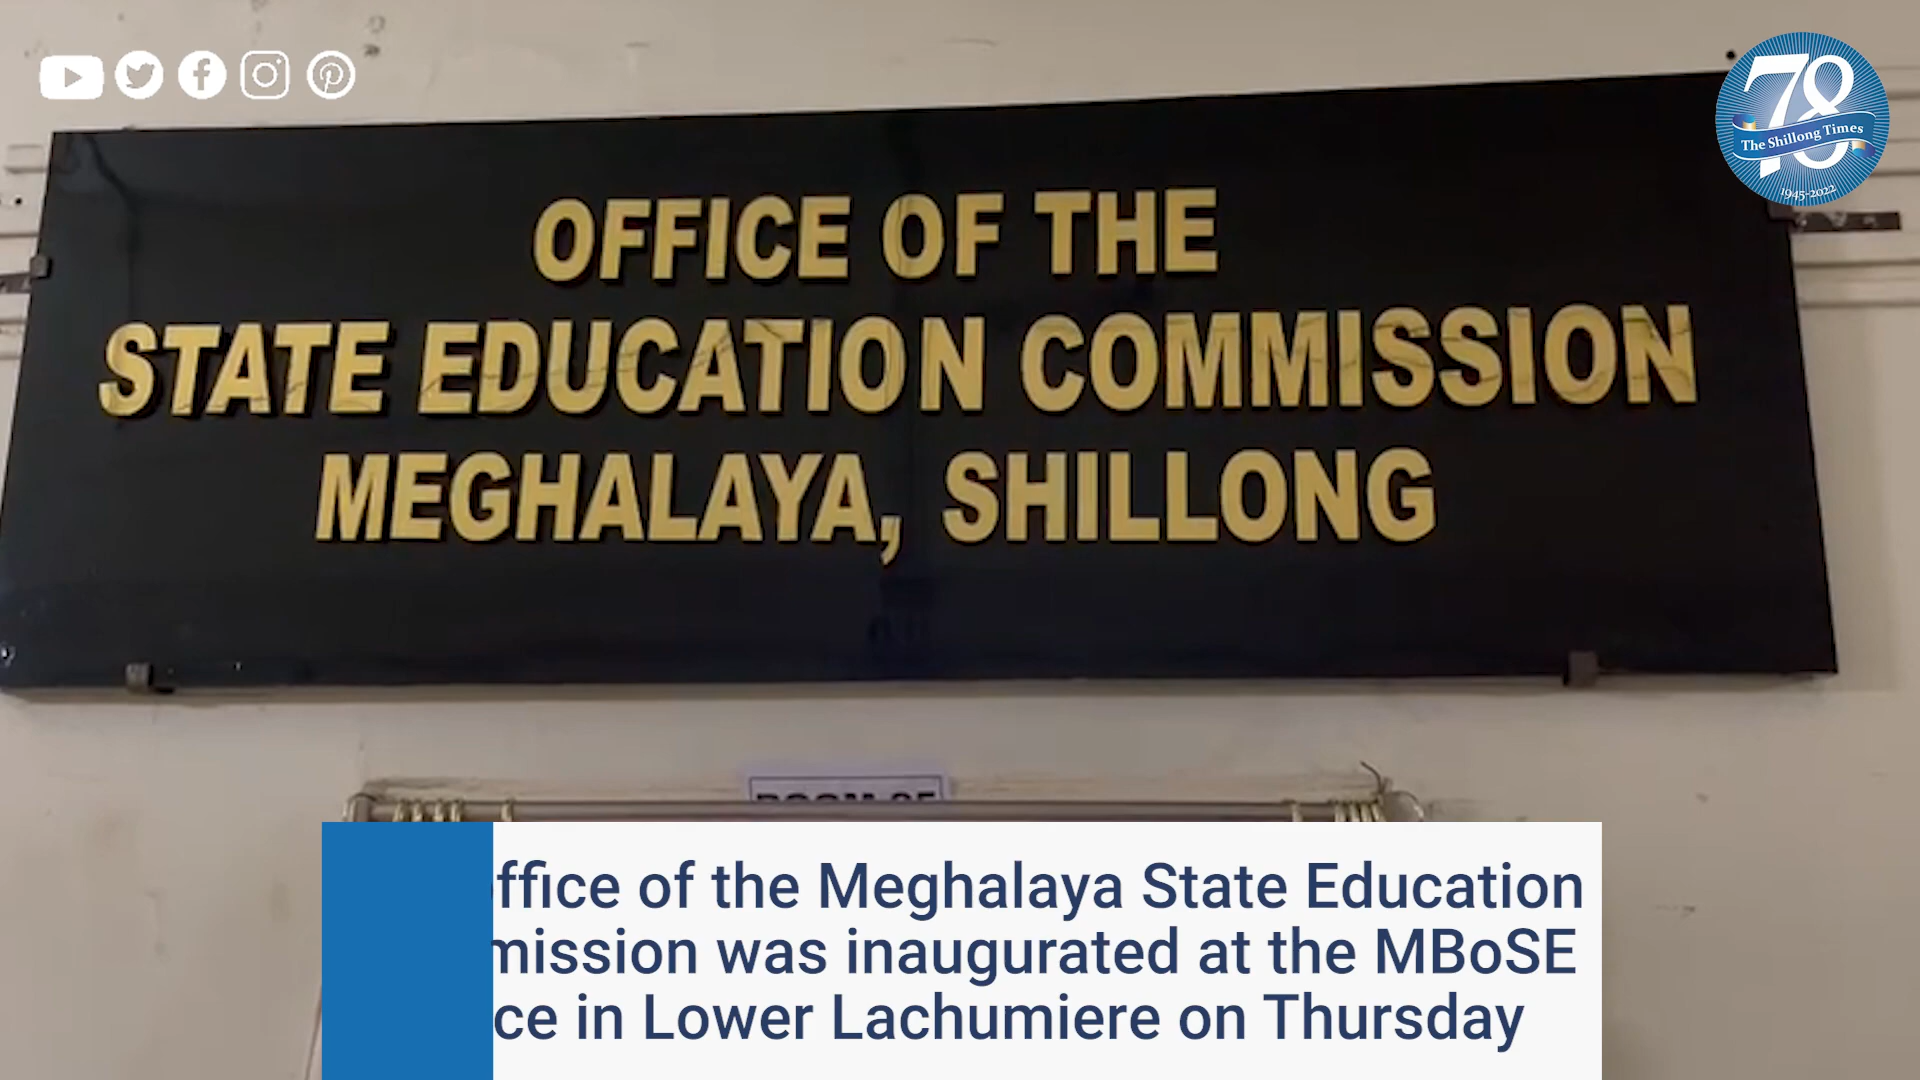 78
The Shillong Times
1945-2022
OFFICE OF THE
STATE EDUCATION COMMISSION
MEGHALAYA, SHILLONG
ffice of the Meghalaya State Education
mission was inaugurated at the MBoSE
ce in Lower Lachumiere on Thursday